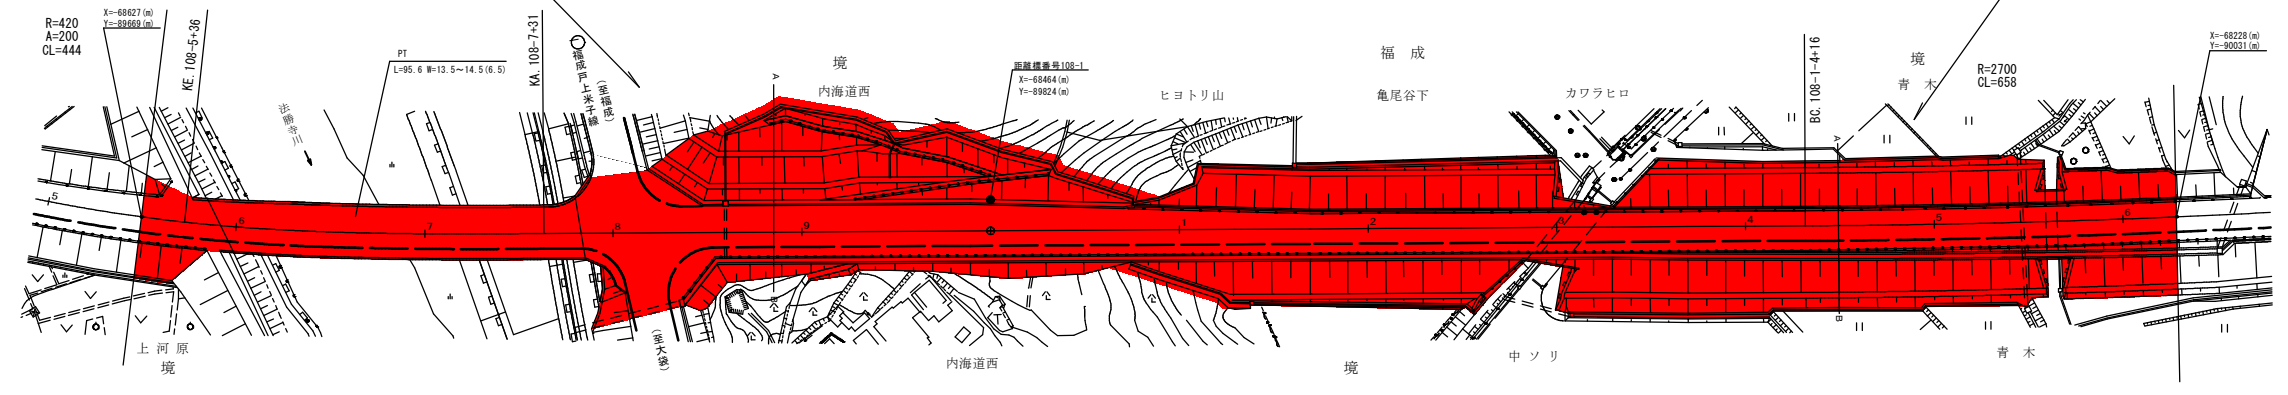 R=420
A=200
CL=444
X=-68627(m)
Y=-89669(m)
KE.108-5+36
PT
L=95.6 W=13.5～14.5(6.5)
KA.108-7+31
福成戸上米子線
(至福成)
法勝寺川
A
境
内海道西
距離標番号108-1
X=-68464(m)
Y=-89824(m)
ヒヨトリ山
福成
亀尾谷下
カワラヒロ
BC.108-1-4+16
A
境
青木
R=2700
CL=658
X=-68228(m)
Y=-90031(m)
5
6
7
8
9
1
2
3
4
5
6
B
B
(至大袋)
上河原
境
内海道西
境
中ソリ
青木